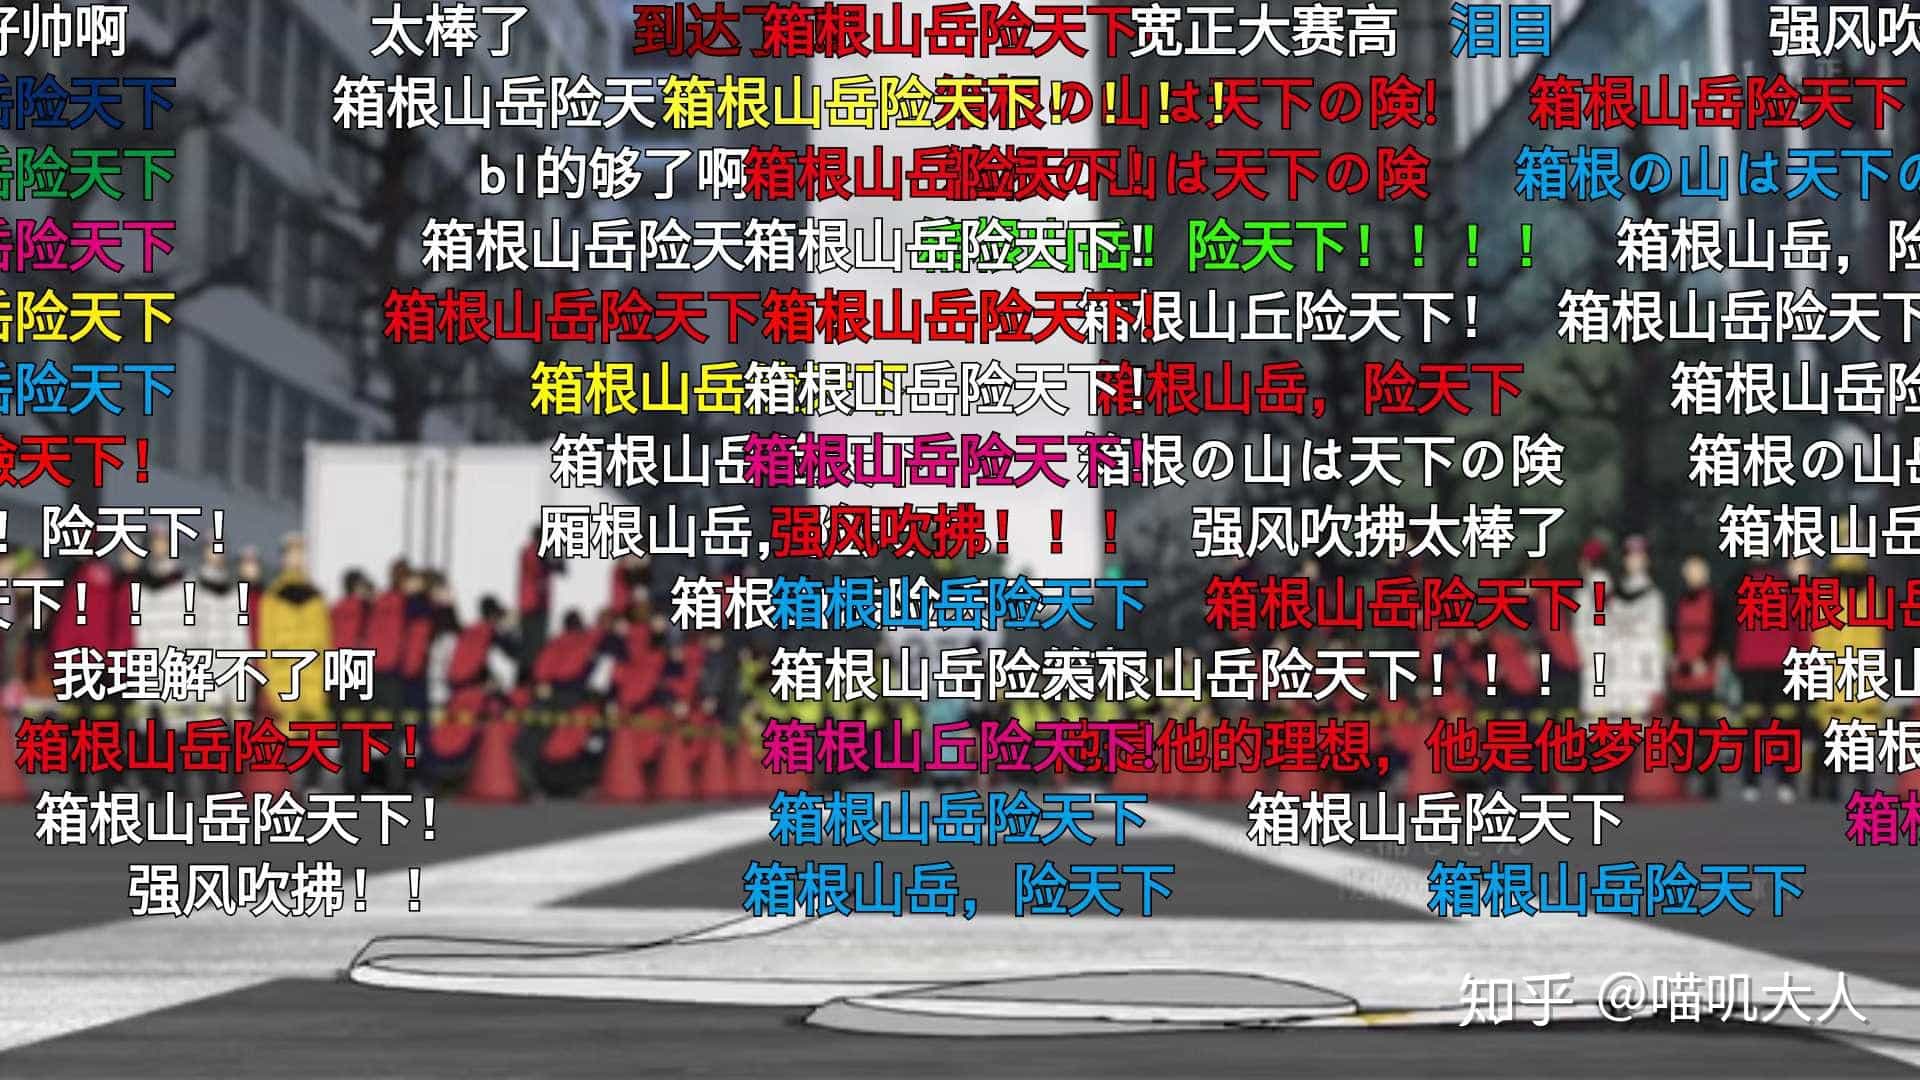 好帅啊 太棒了 到达了 箱根山岳险天下 宽正大赛高 泪目 强风吹
岳险天下 箱根山岳险天 箱根山岳险天下！！！！ 箱根の山は天下の険! 箱根山岳险天下
岳险天下 bl的够了啊 箱根山岳险天下! の山は天下の険 箱根の山は天下の
岳险天下 箱根山岳险天 箱根山岳险天下! 山岳！险天下！！！！ 箱根山岳，险
岳险天下 箱根山岳险天下 箱根山岳险天下! 箱根山丘险天下! 箱根山岳险天下
岳险天下 箱根山岳 天下 箱根山岳险天下! 箱根山岳，险天下 箱根山岳险
险天下! 箱根山岳 箱根山岳险天下! 箱根の山は天下の険 箱根の山
！险天下! 厢根山岳, 强风吹拂！！！ 强风吹拂太棒了 箱根山岳
天下！！！！ 箱根 箱根山岳险天下 箱根山岳险天下! 箱根山岳
我理解不了啊 箱根山岳险天下 箱根山岳险天下！！！！ 箱根山
箱根山岳险天下! 箱根山丘险天下! 他是他的理想，他是他梦的方向 箱根
箱根山岳险天下! 箱根山岳险天下 箱根山岳险天下 箱根
强风吹拂！！ 箱根山岳，险天下 箱根山岳险天下
知乎 @喵叽大人